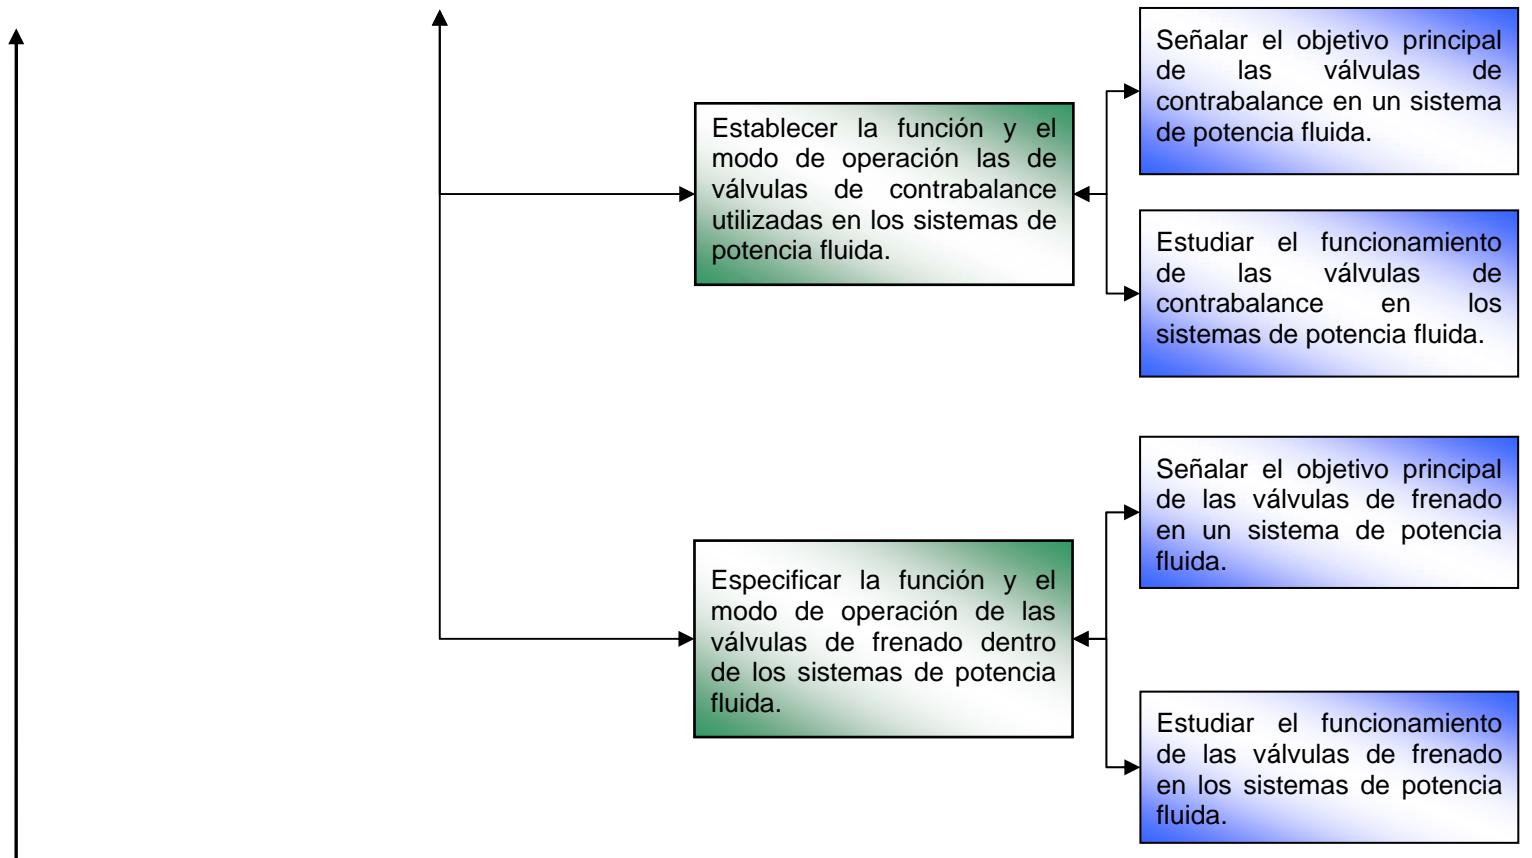 Señalar el objetivo principal
de las válvulas de
contrabalance en un sistema
de potencia fluida.
Establecer la función y el
modo de operación las de
válvulas de contrabalance
utilizadas en los sistemas de
potencia fluida.
Estudiar el funcionamiento
de las válvulas de
contrabalance en los
sistemas de potencia fluida.
Señalar el objetivo principal
de las válvulas de frenado
en un sistema de potencia
fluida.
Especificar la función y el
modo de operación de las
válvulas de frenado dentro
de los sistemas de potencia
fluida.
Estudiar el funcionamiento
de las válvulas de frenado
en los sistemas de potencia
fluida.